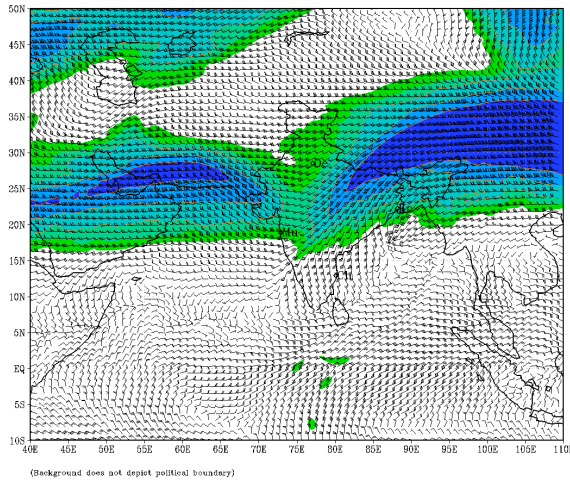 50N
45N
40N
35N
30N
25N
20N
15N
10N
5N
EQ
5S
10S
40E 45E 50E 55E 60E 65E 70E 75E 80E 85E 90E 95E 100E 105E 110E
(Background does not depict political boundary)